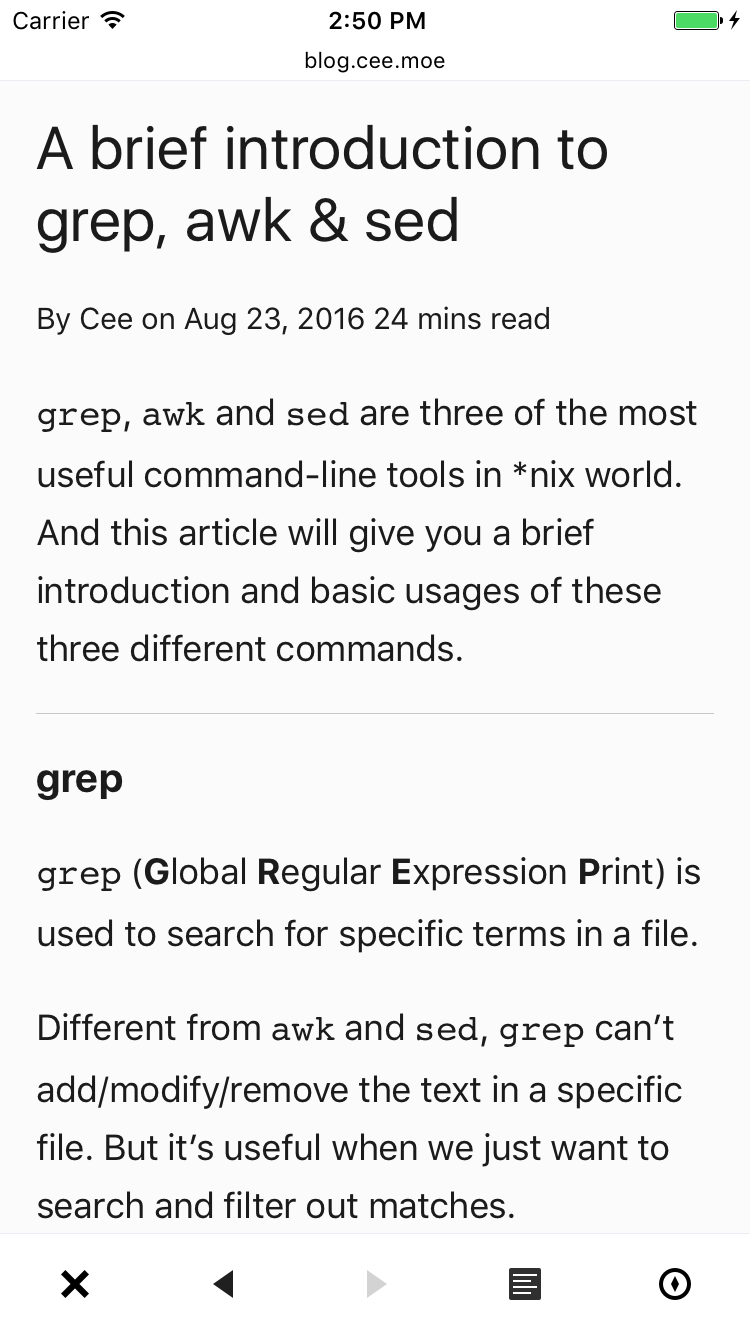 Carrier 2:50 PM
blog.cee.moe
A brief introduction to
grep, awk & sed
By Cee on Aug 23, 2016 24 mins read
grep, awk and sed are three of the most
useful command-line tools in *nix world.
And this article will give you a brief
introduction and basic usages of these
three different commands.
grep
grep (Global Regular Expression Print) is
used to search for specific terms in a file.
Different from awk and sed, grep can’t
add/modify/remove the text in a specific
file. But it’s useful when we just want to
search and filter out matches.